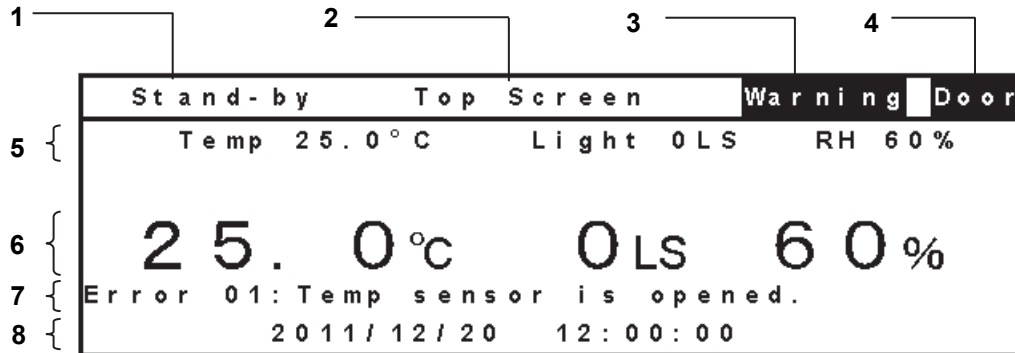 1 2 3 4
Stand-by Top Screen Warning Door
5 Temp 25.0°C Light 0LS RH 60%
6 25.0℃ 0LS 60%
7 Error 01:Temp sensor is opened.
8 2011/12/20 12:00:00